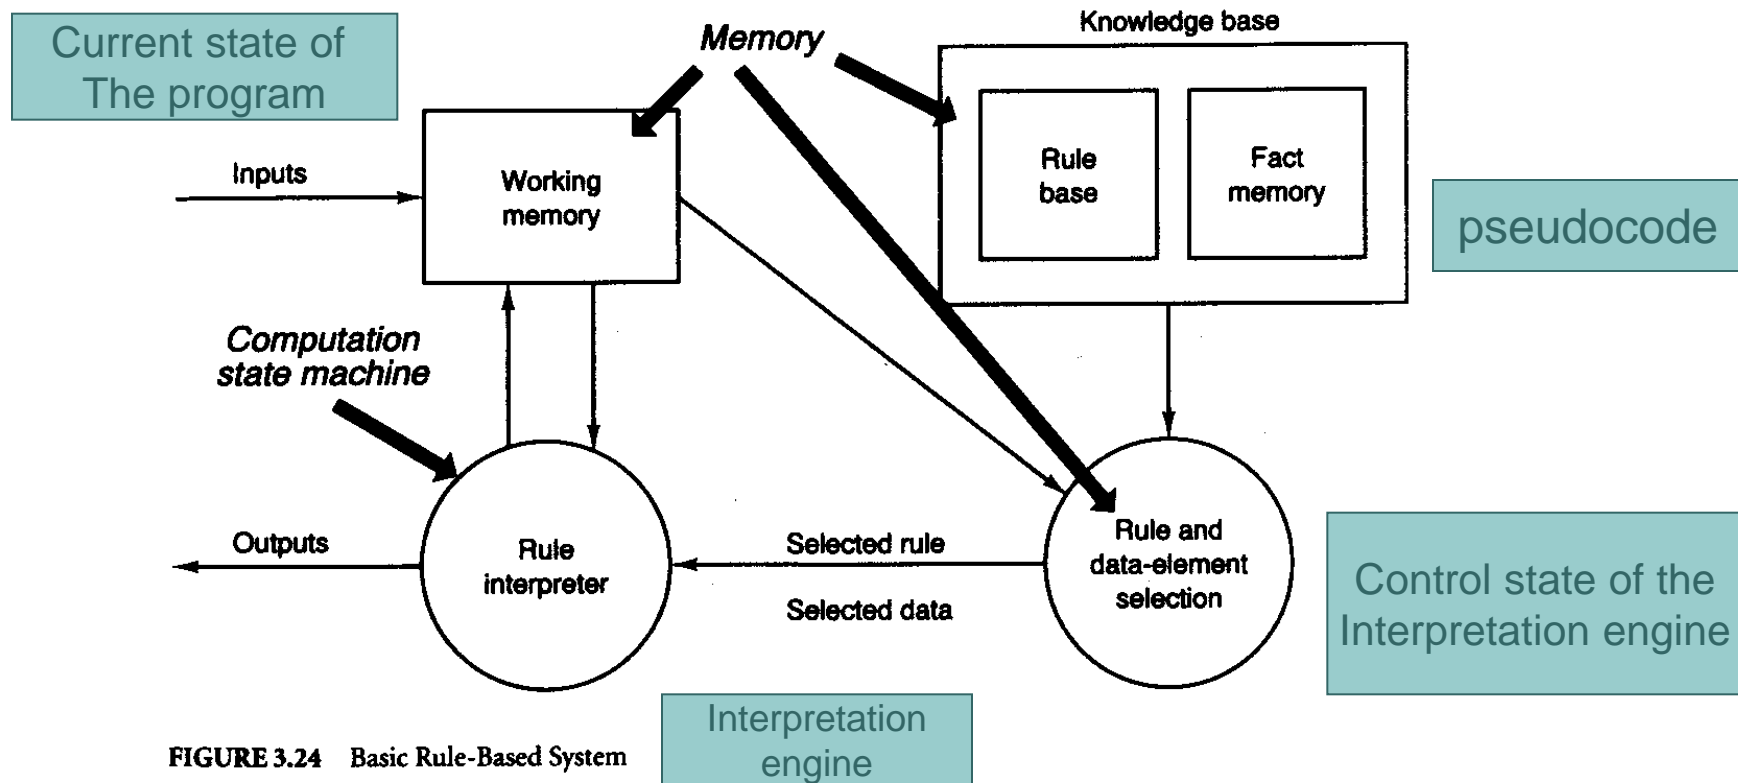 Current state of
The program
Memory
Knowledge base
Inputs
Working
memory
Rule
base
Fact
memory
pseudocode
Computation
state machine
Outputs
Rule
interpreter
Selected rule
Selected data
Rule and
data-element
selection
Control state of the
Interpretation engine
Interpretation
engine
FIGURE 3.24 Basic Rule-Based System